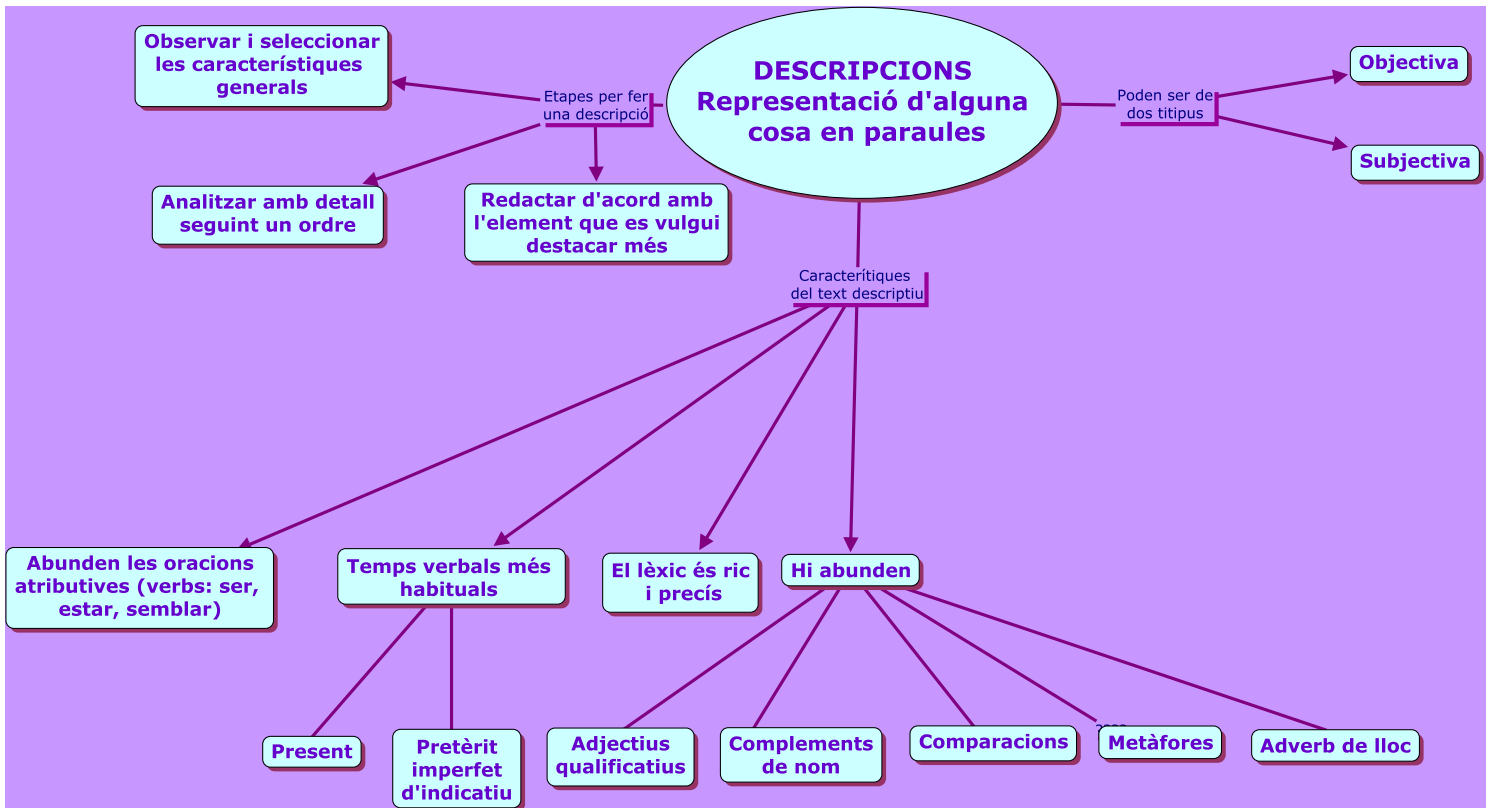 DESCRIPCIONS
Representació d'alguna
cosa en paraules
Etapes per fer
una descripció
Observar i seleccionar
les característiques
generals
Analitzar amb detall
seguint un ordre
Redactar d'acord amb
l'element que es vulgui
destacar més
Poden ser de
dos titipus
Objectiva
Subjectiva
Caracterítiques
del text descriptiu
Abunden les oracions
atributives (verbs: ser,
estar, semblar)
Temps verbals més
habituals
El lèxic és ric
i precís
Hi abunden
Present
Pretèrit
imperfet
d'indicatiu
Adjectius
qualificatius
Complements
de nom
Comparacions
Metàfores
Adverb de lloc